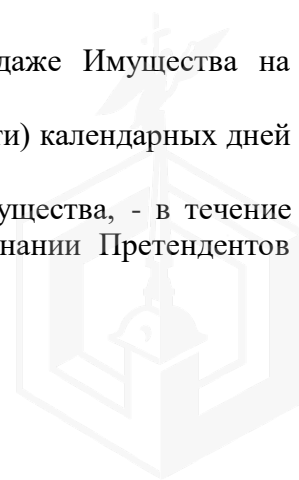 даже Имущества на
ти) календарных дней
ущества, - в течение
нании Претендентов